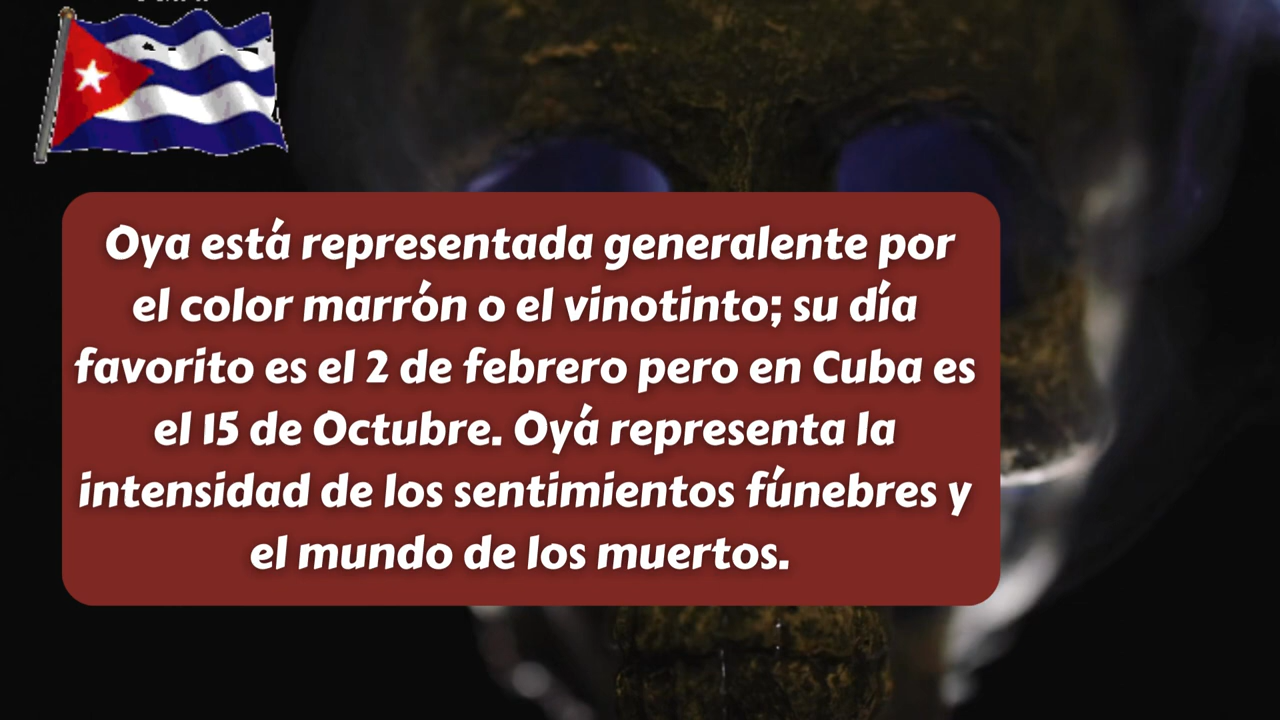 Oya está representada generalente por
el color marrón o el vinotinto; su día
favorito es el 2 de febrero pero en Cuba es
el 15 de Octubre. Oyá representa la
intensidad de los sentimientos fúnebres y
el mundo de los muertos.